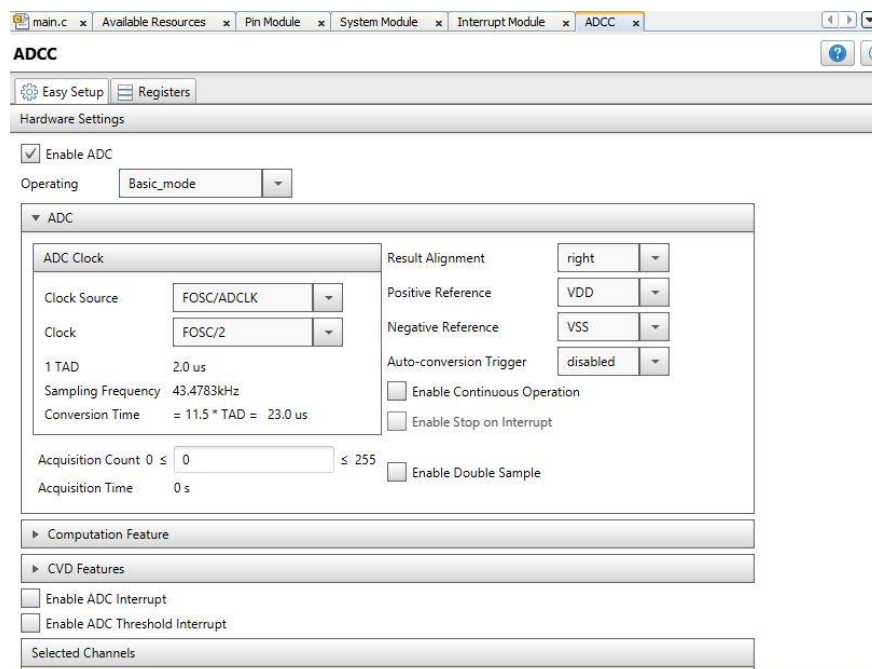 main.c x Available Resources x Pin Module x System Module x Interrupt Module x ADCC x
ADCC
Easy Setup Registers
Hardware Settings
Enable ADC
Operating Basic_mode
ADC
ADC Clock
Clock Source FOSC/ADCLK
Clock FOSC/2
1 TAD 2.0 us
Sampling Frequency 43.4783kHz
Conversion Time = 11.5 * TAD = 23.0 us
Result Alignment right
Positive Reference VDD
Negative Reference VSS
Auto-conversion Trigger disabled
Enable Continuous Operation
Enable Stop on Interrupt
Acquisition Count 0 ≤ 0 ≤ 255
Acquisition Time 0 s
Enable Double Sample
Computation Feature
CVD Features
Enable ADC Interrupt
Enable ADC Threshold Interrupt
Selected Channels